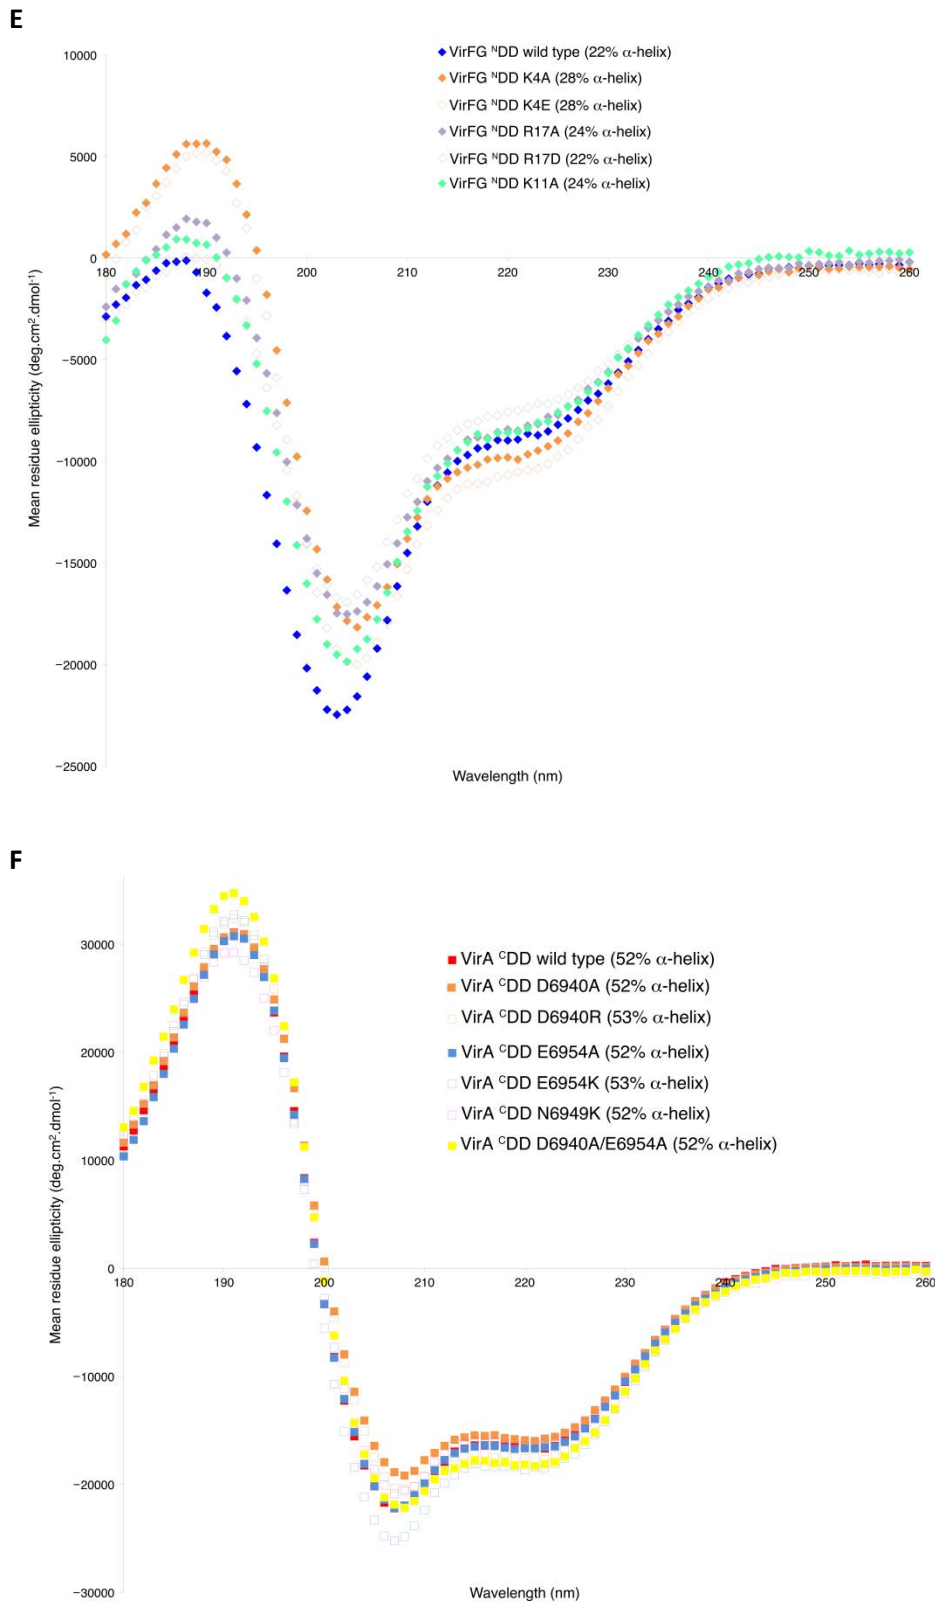 E
10000
5000
0
−5000
−10000
−15000
−20000
−25000
180 190 200 210 220 230 240 250 260
Mean residue ellipticity (deg.cm².dmol⁻¹)
Wavelength (nm)
VirFG ᴺDD wild type (22% α-helix)
VirFG ᴺDD K4A (28% α-helix)
VirFG ᴺDD K4E (28% α-helix)
VirFG ᴺDD R17A (24% α-helix)
VirFG ᴺDD R17D (22% α-helix)
VirFG ᴺDD K11A (24% α-helix)
F
30000
20000
10000
0
−10000
−20000
−30000
180 190 200 210 220 230 240 250 260
Mean residue ellipticity (deg.cm².dmol⁻¹)
Wavelength (nm)
VirA ᶜDD wild type (52% α-helix)
VirA ᶜDD D6940A (52% α-helix)
VirA ᶜDD D6940R (53% α-helix)
VirA ᶜDD E6954A (52% α-helix)
VirA ᶜDD E6954K (53% α-helix)
VirA ᶜDD N6949K (52% α-helix)
VirA ᶜDD D6940A/E6954A (52% α-helix)